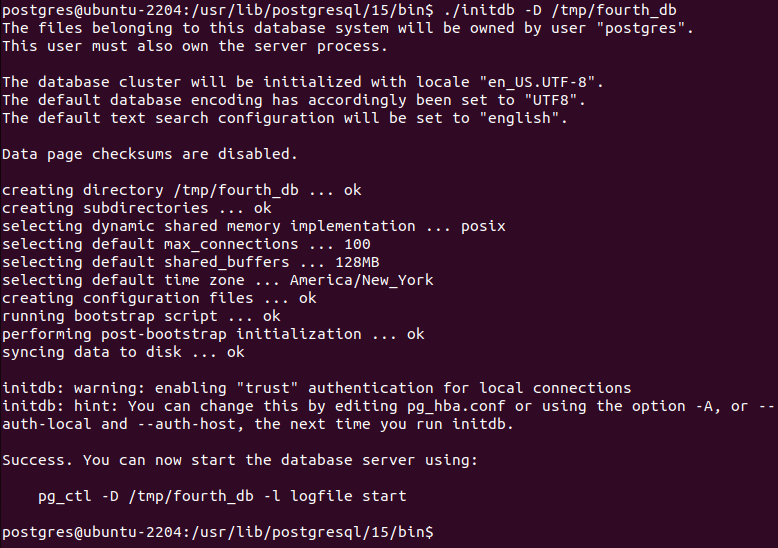 postgres@ubuntu-2204:/usr/lib/postgresql/15/bin$ ./initdb -D /tmp/fourth_db
The files belonging to this database system will be owned by user "postgres".
This user must also own the server process.
The database cluster will be initialized with locale "en_US.UTF-8".
The default database encoding has accordingly been set to "UTF8".
The default text search configuration will be set to "english".
Data page checksums are disabled.
creating directory /tmp/fourth_db ... ok
creating subdirectories ... ok
selecting dynamic shared memory implementation ... posix
selecting default max_connections ... 100
selecting default shared_buffers ... 128MB
selecting default time zone ... America/New_York
creating configuration files ... ok
running bootstrap script ... ok
performing post-bootstrap initialization ... ok
syncing data to disk ... ok
initdb: warning: enabling "trust" authentication for local connections
initdb: hint: You can change this by editing pg_hba.conf or using the option -A, or --
auth-local and --auth-host, the next time you run initdb.
Success. You can now start the database server using:
pg_ctl -D /tmp/fourth_db -l logfile start
postgres@ubuntu-2204:/usr/lib/postgresql/15/bin$